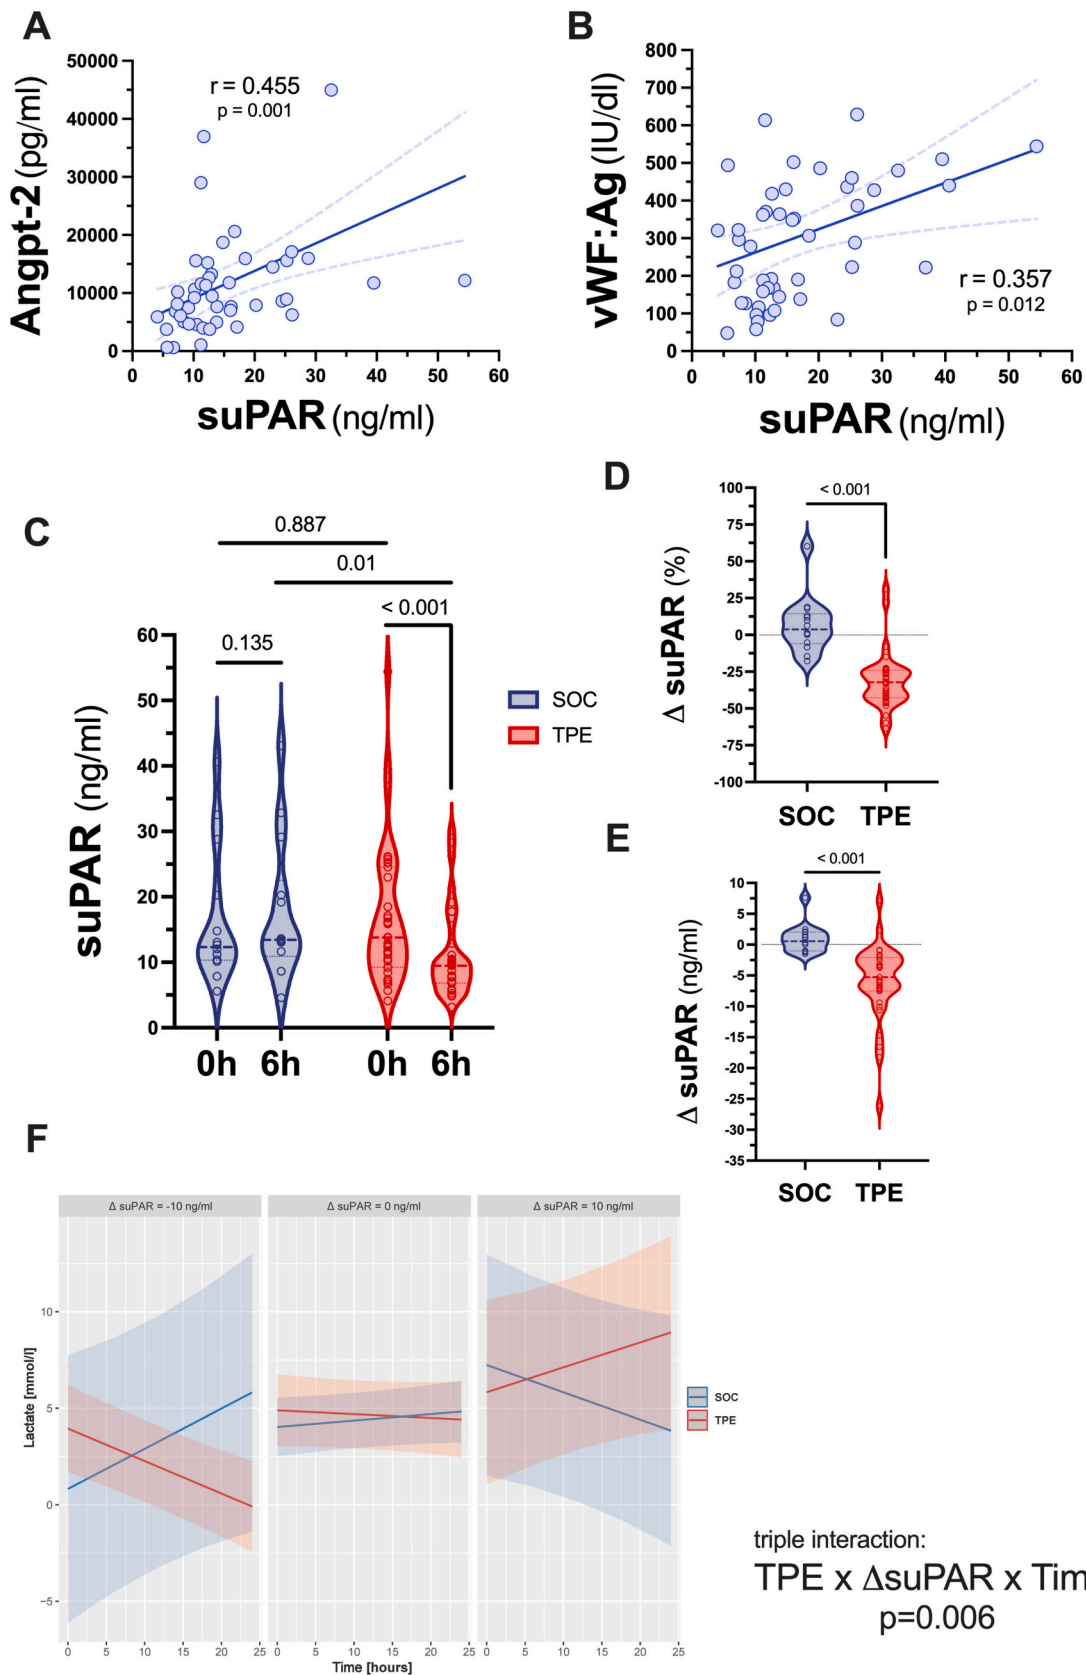 A
Angpt-2 (pg/ml)
50000
40000
30000
20000
10000
0
r = 0.455
p = 0.001
0 10 20 30 40 50 60
suPAR (ng/ml)
B
vWF:Ag (IU/dl)
800
700
600
500
400
300
200
100
0
r = 0.357
p = 0.012
0 10 20 30 40 50 60
suPAR (ng/ml)
C
0.887
0.01
< 0.001
0.135
suPAR (ng/ml)
60
50
40
30
20
10
0
0h 6h 0h 6h
SOC
TPE
D
< 0.001
Δ suPAR (%)
100
75
50
25
0
-25
-50
-75
-100
SOC TPE
E
< 0.001
Δ suPAR (ng/ml)
10
5
0
-5
-10
-15
-20
-25
-30
-35
SOC TPE
F
Δ suPAR = -10 ng/ml
Δ suPAR = 0 ng/ml
Δ suPAR = 10 ng/ml
Lactate [mmol/l]
10
5
0
−5
0 5 10 15 20 25
0 5 10 15 20 25
0 5 10 15 20 25
Time [hours]
SOC
TPE
triple interaction:
TPE x ΔsuPAR x Tim
p=0.006